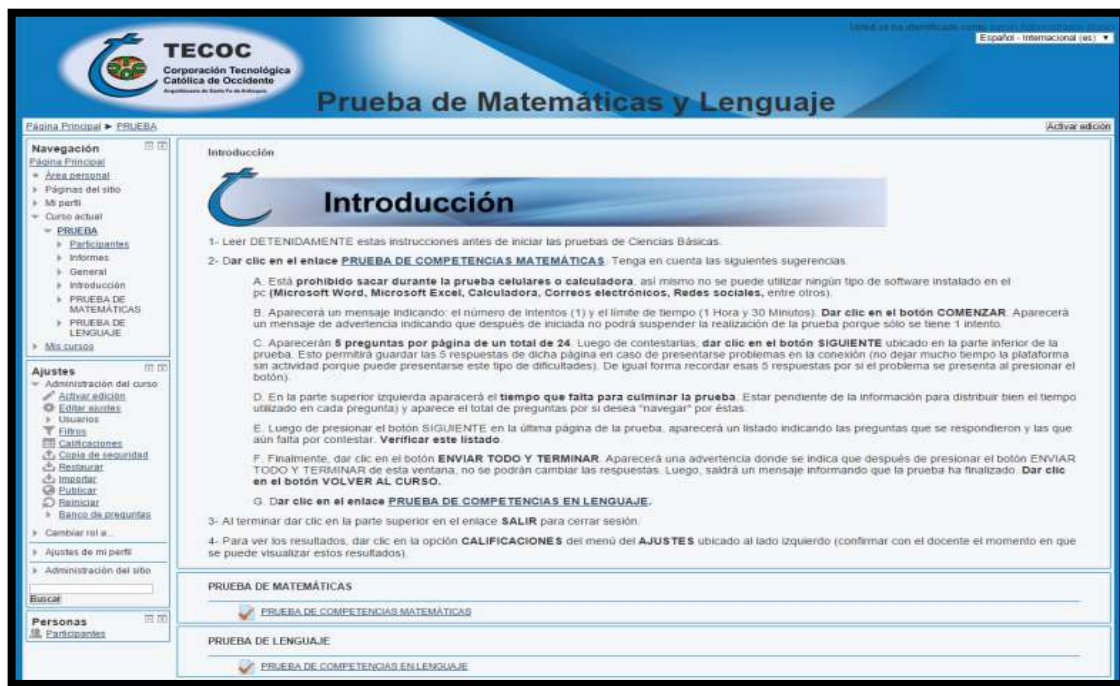 Usted se ha identificado como
Español - Internacional (es)
TECOC
Corporación Tecnológica
Católica de Occidente
Arquidiócesis de Santa Fe de Antioquia
Prueba de Matemáticas y Lenguaje
Página Principal ► PRUEBA
Activar edición
Navegación
Página Principal
Área personal
Páginas del sitio
Mi perfil
Curso actual
PRUEBA
Participantes
Informes
General
Introducción
PRUEBA DE
MATEMÁTICAS
PRUEBA DE
LENGUAJE
Mis cursos
Ajustes
Administración del curso
Activar edición
Editar ajustes
Usuarios
Filtros
Calificaciones
Copia de seguridad
Restaurar
Importar
Publicar
Reiniciar
Banco de preguntas
Cambiar rol a...
Ajustes de mi perfil
Administración del sitio
Buscar
Personas
Participantes
Introducción
Introducción
1- Leer DETENIDAMENTE estas instrucciones antes de iniciar las pruebas de Ciencias Básicas.
2- Dar clic en el enlace PRUEBA DE COMPETENCIAS MATEMÁTICAS. Tenga en cuenta las siguientes sugerencias.
A. Está prohibido sacar durante la prueba celulares o calculadora, así mismo no se puede utilizar ningún tipo de software instalado en el
pc (Microsoft Word, Microsoft Excel, Calculadora, Correos electrónicos, Redes sociales, entre otros).
B. Aparecerá un mensaje indicando: el número de intentos (1) y el límite de tiempo (1 Hora y 30 Minutos). Dar clic en el botón COMENZAR. Aparecerá
un mensaje de advertencia indicando que después de iniciada no podrá suspender la realización de la prueba porque sólo se tiene 1 intento.
C. Aparecerán 5 preguntas por página de un total de 24. Luego de contestarlas, dar clic en el botón SIGUIENTE ubicado en la parte inferior de la
prueba. Esto permitirá guardar las 5 respuestas de dicha página en caso de presentarse problemas en la conexión (no dejar mucho tiempo la plataforma
sin actividad porque puede presentarse este tipo de dificultades). De igual forma recordar esas 5 respuestas por si el problema se presenta al presionar el
botón).
D. En la parte superior izquierda aparacerá el tiempo que falta para culminar la prueba. Estar pendiente de la información para distribuir bien el tiempo
utilizado en cada pregunta) y aparece el total de preguntas por si desea "navegar" por éstas.
E. Luego de presionar el botón SIGUIENTE en la última página de la prueba, aparecerá un listado indicando las preguntas que se respondieron y las que
aún falta por contestar. Verificar este listado.
F. Finalmente, dar clic en el botón ENVIAR TODO Y TERMINAR. Aparecerá una advertencia donde se indica que después de presionar el botón ENVIAR
TODO Y TERMINAR de esta ventana, no se podrán cambiar las respuestas. Luego, saldrá un mensaje informando que la prueba ha finalizado. Dar clic
en el botón VOLVER AL CURSO.
G. Dar clic en el enlace PRUEBA DE COMPETENCIAS EN LENGUAJE.
3- Al terminar dar clic en la parte superior en el enlace SALIR para cerrar sesión.
4- Para ver los resultados, dar clic en la opción CALIFICACIONES del menú del AJUSTES ubicado al lado izquierdo (confirmar con el docente el momento en que
se puede visualizar estos resultados).
PRUEBA DE MATEMÁTICAS
PRUEBA DE COMPETENCIAS MATEMÁTICAS
PRUEBA DE LENGUAJE
PRUEBA DE COMPETENCIAS EN LENGUAJE